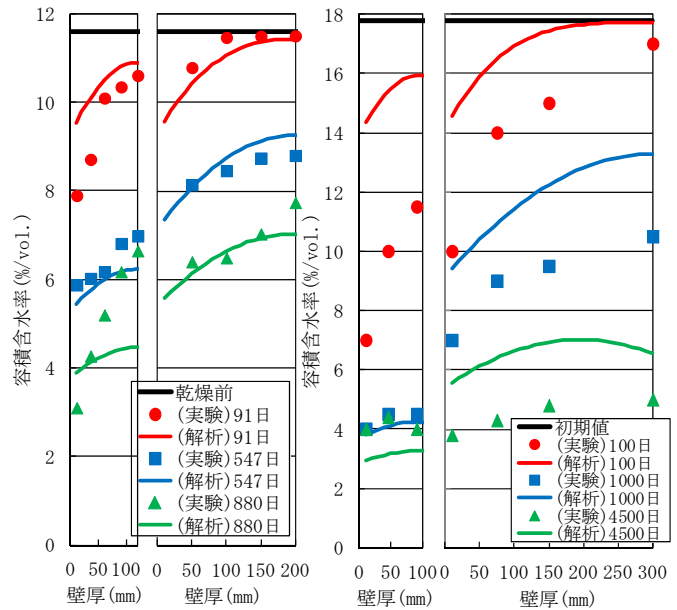 容積含水率(%/vol.)
12
10
8
6
4
2
0
乾燥前
(実験)91日
(解析)91日
(実験)547日
(解析)547日
(実験)880日
(解析)880日
0 50 100
壁厚(mm)
0 50 100 150 200
壁厚(mm)
容積含水率(%/vol.)
18
16
14
12
10
8
6
4
2
0
初期値
(実験)100日
(解析)100日
(実験)1000日
(解析)1000日
(実験)4500日
(解析)4500日
0 50 100
壁厚(mm)
0 100 200 300
壁厚(mm)